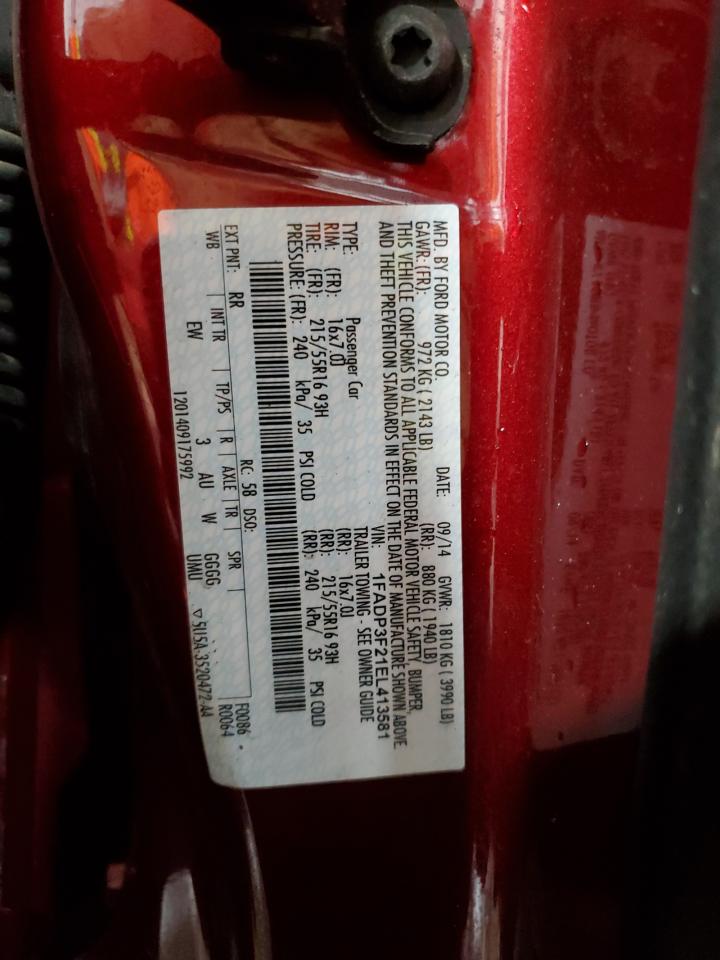 MFD. BY FORD MOTOR CO.
DATE: 09/14 GVWR: 1810 KG ( 3990 LB)
GAWR: (FR): 972 KG ( 2143 LB) (RR): 880 KG ( 1940 LB)
THIS VEHICLE CONFORMS TO ALL APPLICABLE FEDERAL MOTOR VEHICLE SAFETY, BUMPER,
AND THEFT PREVENTION STANDARDS IN EFFECT ON THE DATE OF MANUFACTURE SHOWN ABOVE.
VIN: 1FADP3F21EL413581
TYPE: Passenger Car TRAILER TOWING - SEE OWNER GUIDE
RIM: (FR): 16x7.0J (RR): 16x7.0J
TIRE: (FR): 215/55R16 93H (RR): 215/55R16 93H
PRESSURE: (FR): 240 kPa/ 35 PSI COLD (RR): 240 kPa/ 35 PSI COLD
RC: 58 DSO: F0086
EXT PNT: RR R0064
WB INT TR TP/PS R AXLE TR SPR
EW 3 AU W GGGG ▽ 5U5A-3520472-AA
1201409175992 UMU